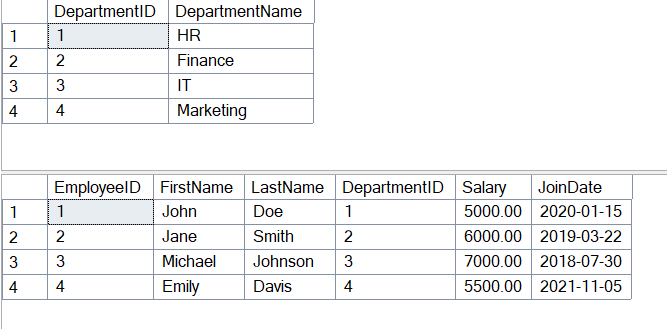 DepartmentID DepartmentName
1 1 HR
2 2 Finance
3 3 IT
4 4 Marketing
EmployeeID FirstName LastName DepartmentID Salary JoinDate
1 1 John Doe 1 5000.00 2020-01-15
2 2 Jane Smith 2 6000.00 2019-03-22
3 3 Michael Johnson 3 7000.00 2018-07-30
4 4 Emily Davis 4 5500.00 2021-11-05